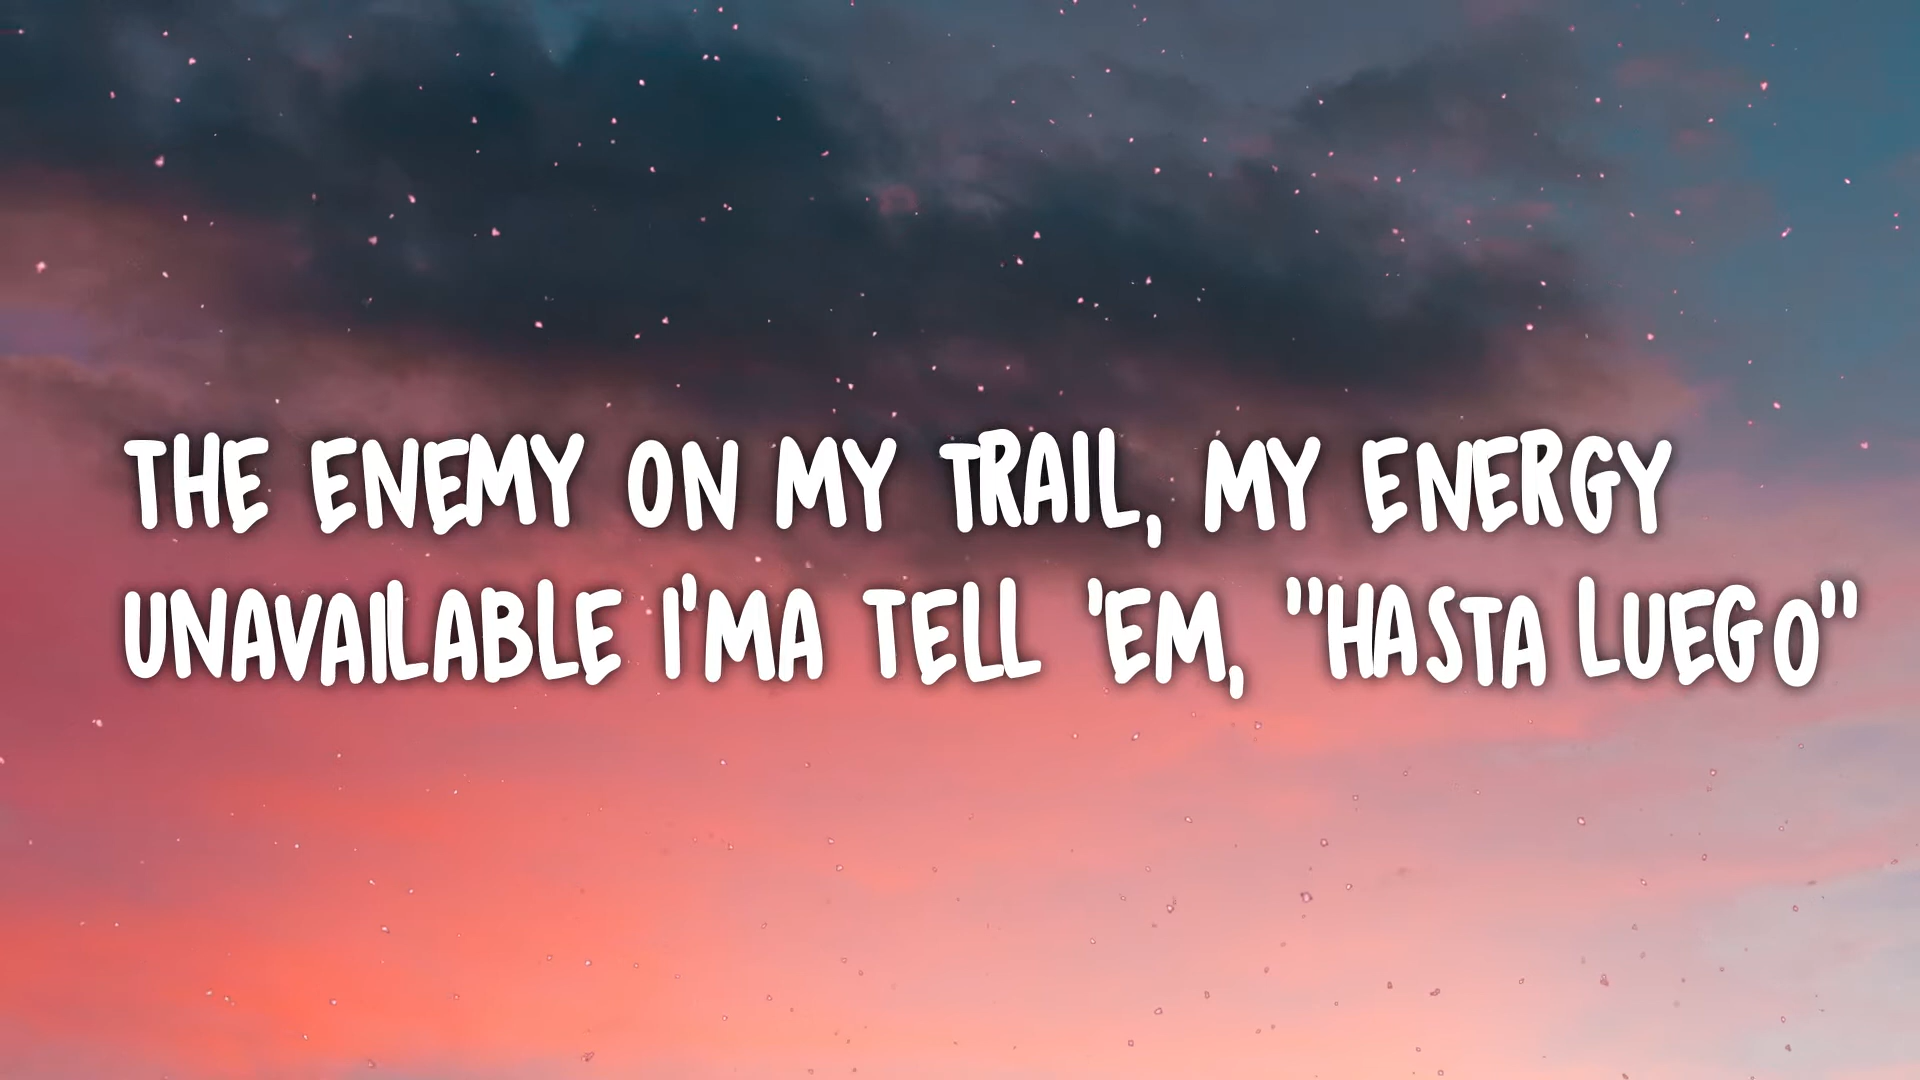 THE ENEMY ON MY TRAIL, MY ENERGY
UNAVAILABLE I'MA TELL 'EM, "HASTA LUEGO"